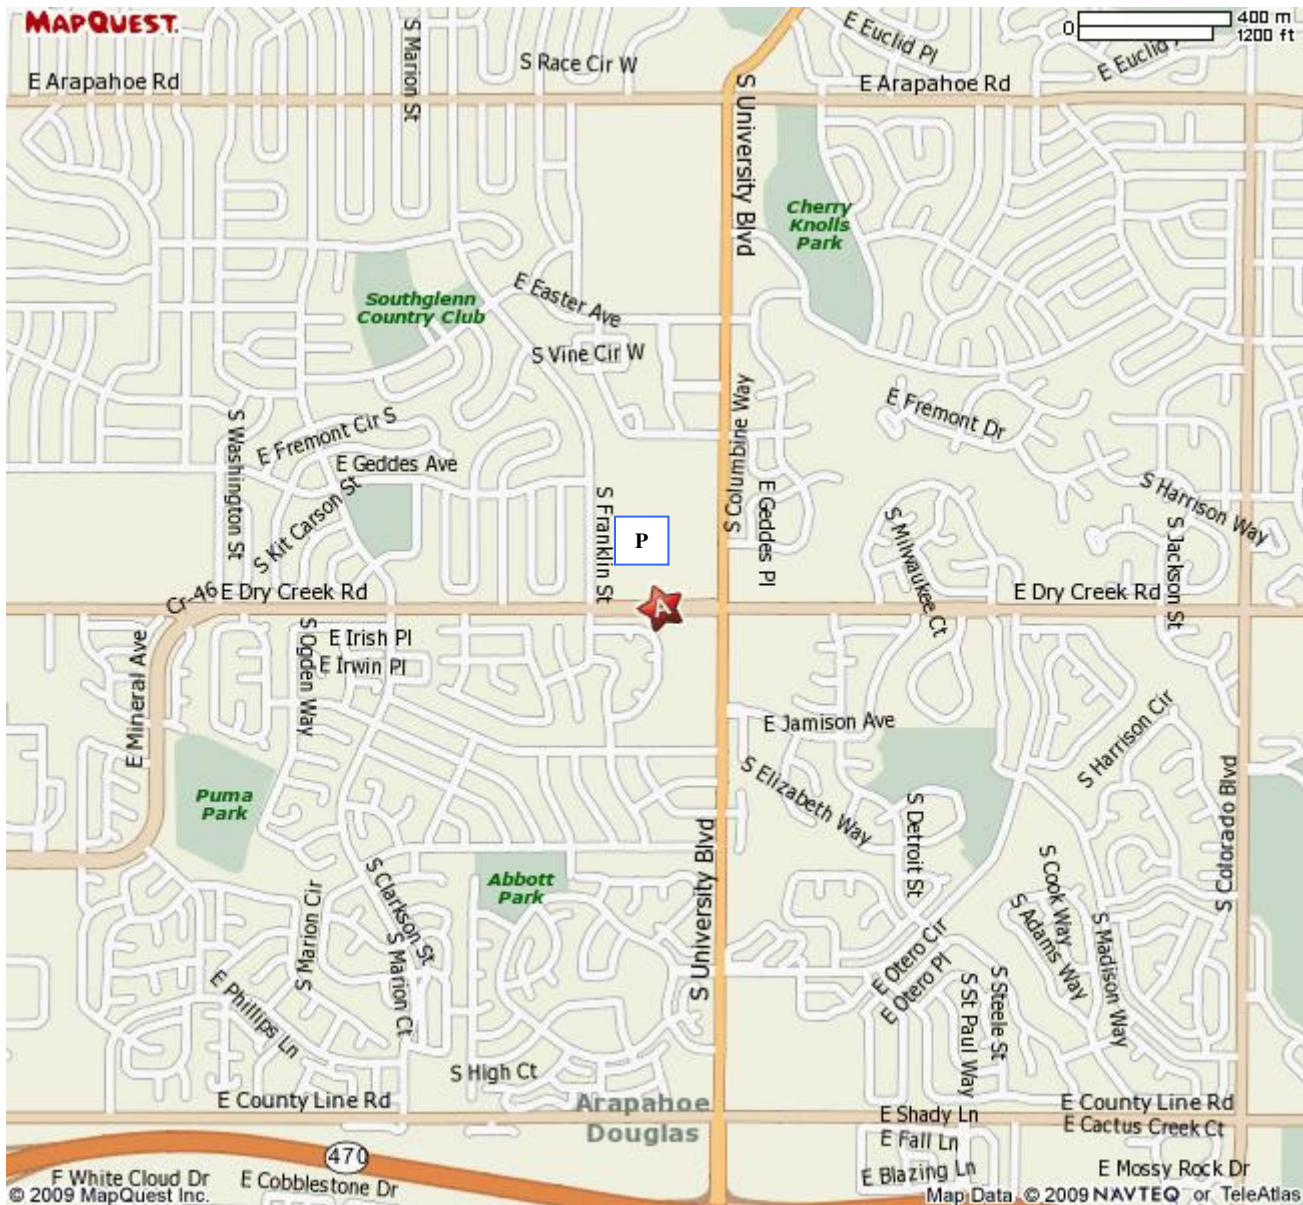 MAPQUEST.
S Marion St
S Race Cir W
E Euclid Pl
0
400 m
1200 ft
E Euclid
E Arapahoe Rd
S University Blvd
E Arapahoe Rd
Cherry
Knolls
Park
Southglenn
Country Club
E Easter Ave
S Vine Cir W
S Columbine Way
E Fremont Dr
S Washington St
E Fremont Cir S
E Geddes Ave
S Kit Carson St
S Franklin St
P
E Geddes Pl
S Milwaukee Ct
S Harrison Way
S Jackson St
Cr-46
E Dry Creek Rd
A
E Dry Creek Rd
E Mineral Ave
S Ogden Way
E Irish Pl
E Irwin Pl
E Jamison Ave
S Harrison Cir
S Elizabeth Way
Puma
Park
S Detroit St
S Colorado Blvd
S University Blvd
Abbott
Park
S Clarkson St
S Marion Cir
S Marion Ct
S Cook Way
S Adams Way
S Madison Way
E Otero Cir
E Otero Pl
S St Paul Way
S Steele St
E Phillips Ln
S High Ct
E County Line Rd
Arapahoe
Douglas
E Shady Ln
E County Line Rd
E Cactus Creek Ct
E Fall Ln
470
E White Cloud Dr
E Cobblestone Dr
E Blazing Ln
E Mossy Rock Dr
© 2009 MapQuest Inc.
Map Data © 2009 NAVTEQ or TeleAtlas